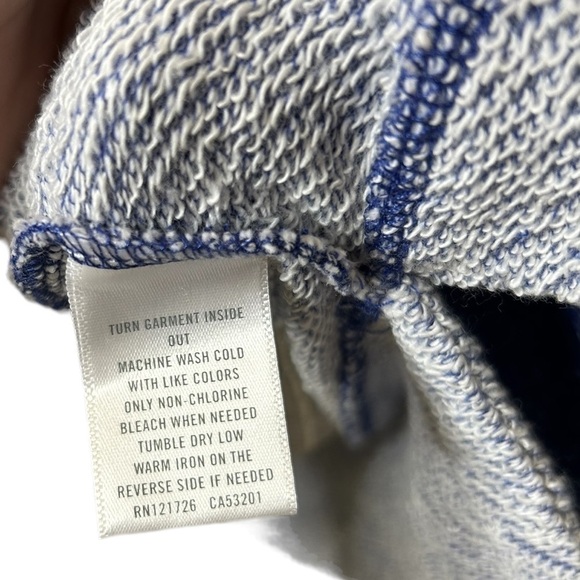 TURN GARMENT INSIDE
OUT
MACHINE WASH COLD
WITH LIKE COLORS
ONLY NON-CHLORINE
BLEACH WHEN NEEDED
TUMBLE DRY LOW
WARM IRON ON THE
REVERSE SIDE IF NEEDED
RN121726 CA53201